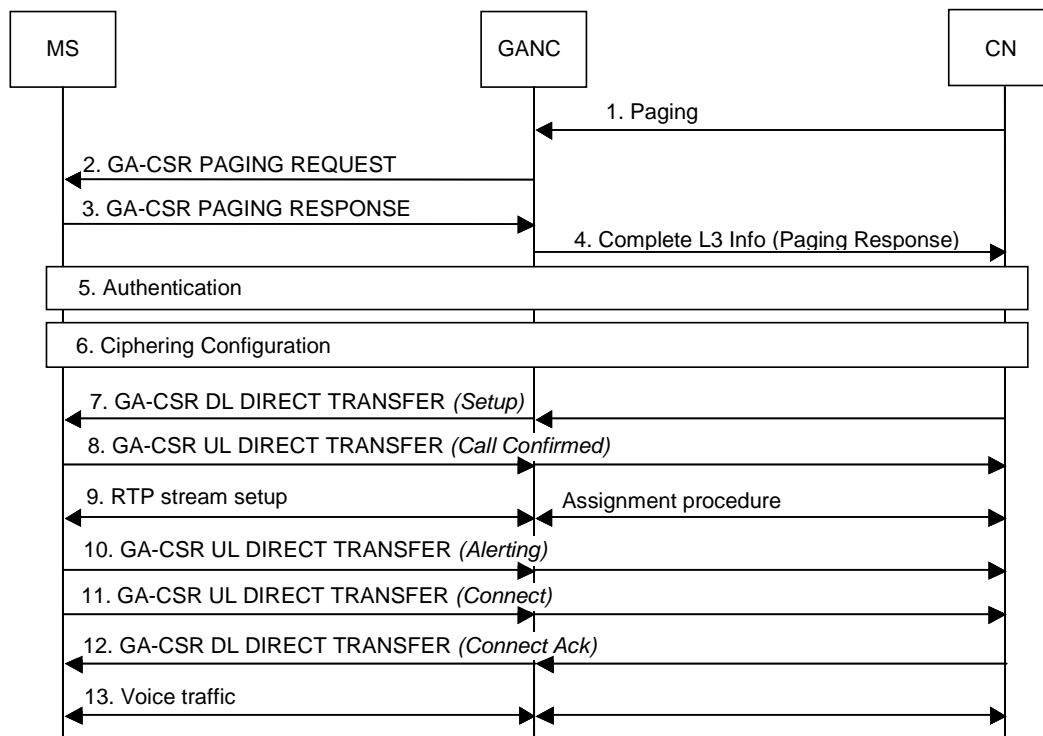 MS
GANC
CN
1. Paging
2. GA-CSR PAGING REQUEST
3. GA-CSR PAGING RESPONSE
4. Complete L3 Info (Paging Response)
5. Authentication
6. Ciphering Configuration
7. GA-CSR DL DIRECT TRANSFER (Setup)
8. GA-CSR UL DIRECT TRANSFER (Call Confirmed)
9. RTP stream setup
Assignment procedure
10. GA-CSR UL DIRECT TRANSFER (Alerting)
11. GA-CSR UL DIRECT TRANSFER (Connect)
12. GA-CSR DL DIRECT TRANSFER (Connect Ack)
13. Voice traffic